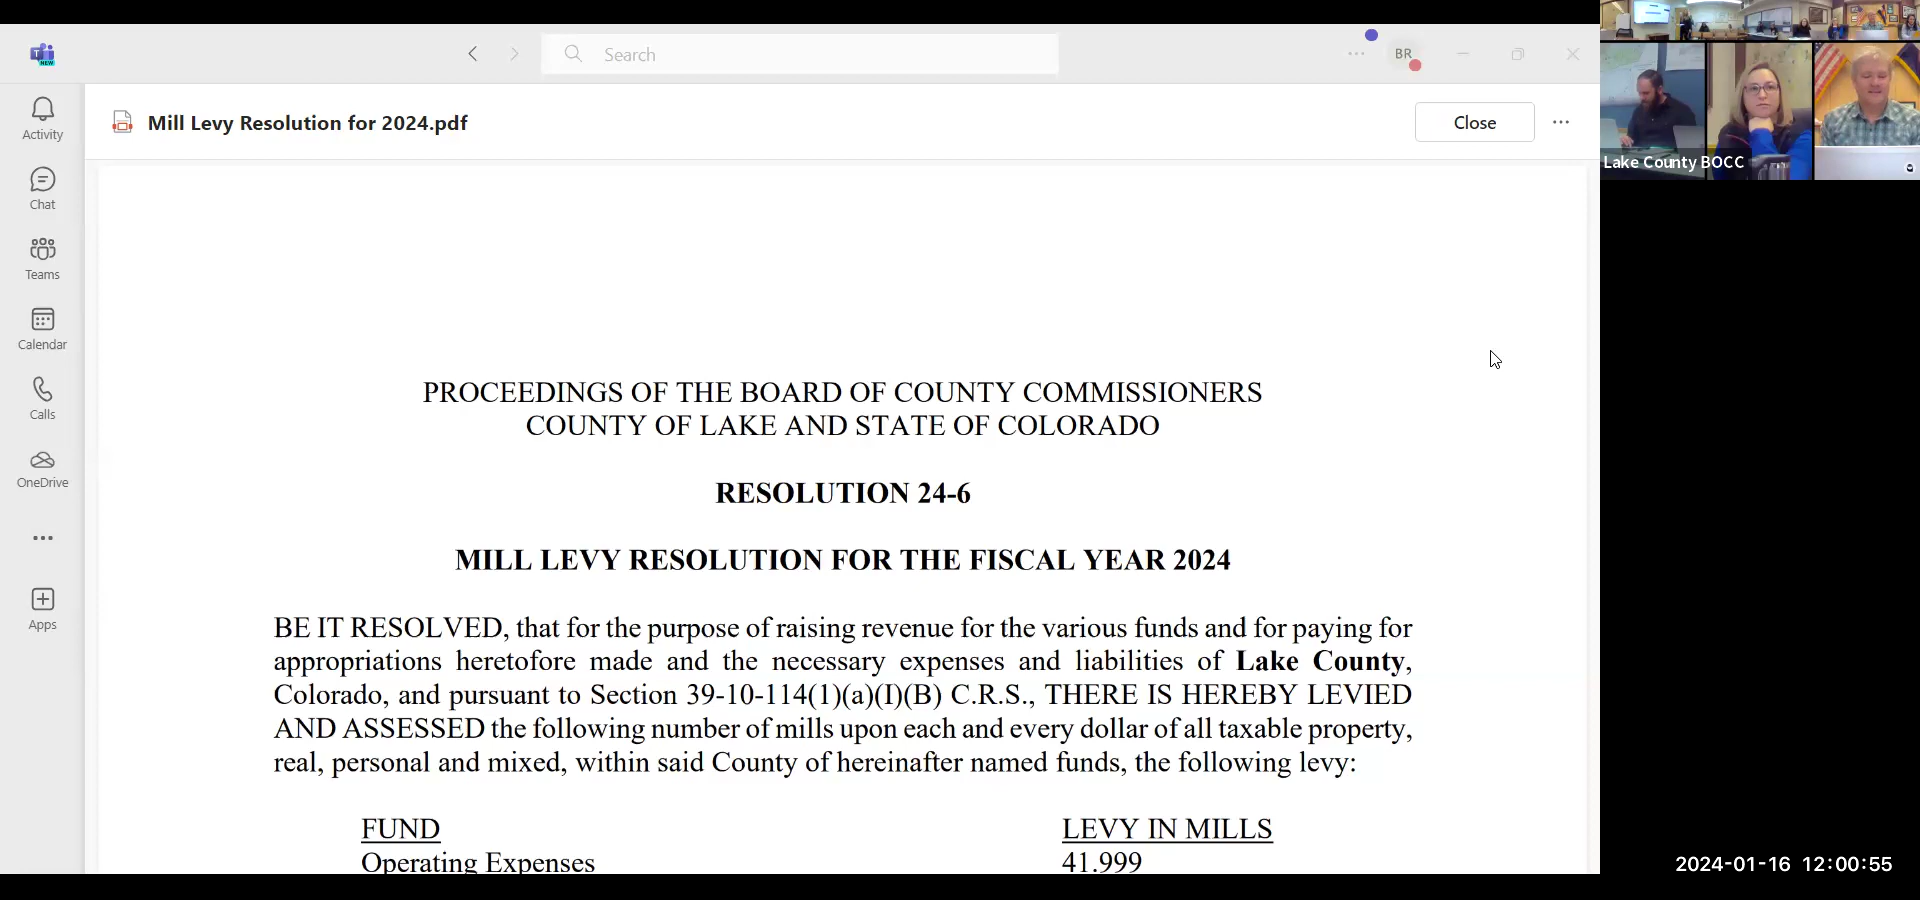 Search
BR
NEW
Activity
Chat
Teams
Calendar
Calls
OneDrive
Apps
Mill Levy Resolution for 2024.pdf
Close
PROCEEDINGS OF THE BOARD OF COUNTY COMMISSIONERS
COUNTY OF LAKE AND STATE OF COLORADO
RESOLUTION 24-6
MILL LEVY RESOLUTION FOR THE FISCAL YEAR 2024
BE IT RESOLVED, that for the purpose of raising revenue for the various funds and for paying for
appropriations heretofore made and the necessary expenses and liabilities of Lake County,
Colorado, and pursuant to Section 39-10-114(1)(a)(I)(B) C.R.S., THERE IS HEREBY LEVIED
AND ASSESSED the following number of mills upon each and every dollar of all taxable property,
real, personal and mixed, within said County of hereinafter named funds, the following levy:
FUND LEVY IN MILLS
Operating Expenses 41.999
Lake County BOCC
2024-01-16 12:00:55